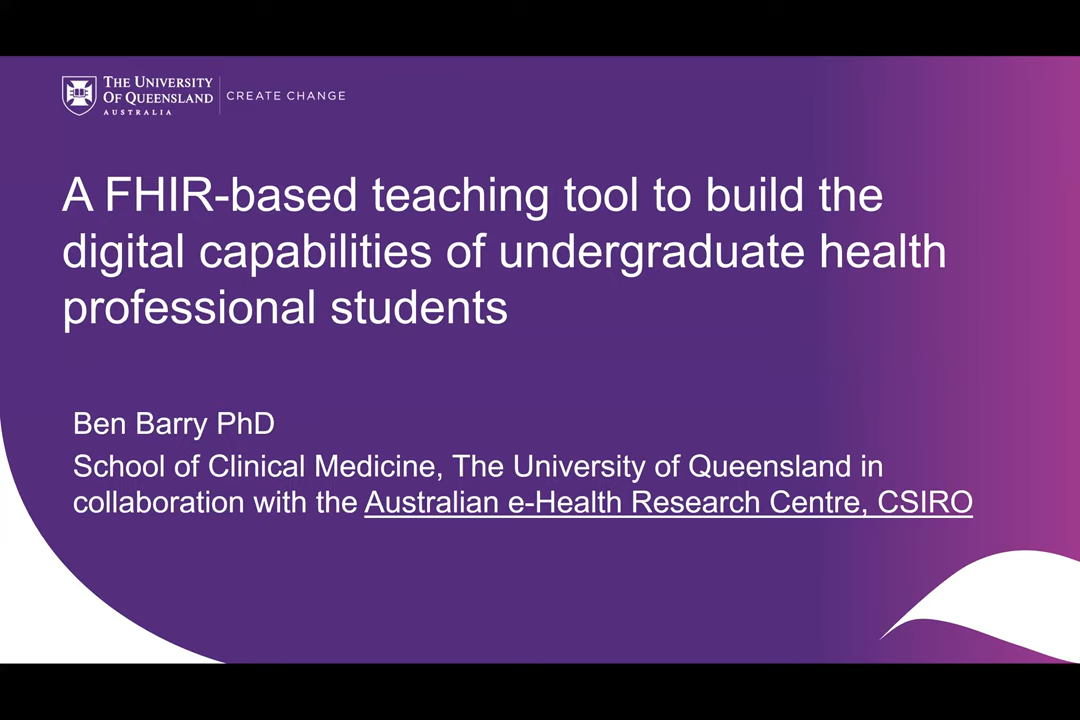 THE UNIVERSITY
OF QUEENSLAND
AUSTRALIA
CREATE CHANGE
A FHIR-based teaching tool to build the
digital capabilities of undergraduate health
professional students
Ben Barry PhD
School of Clinical Medicine, The University of Queensland in
collaboration with the Australian e-Health Research Centre, CSIRO